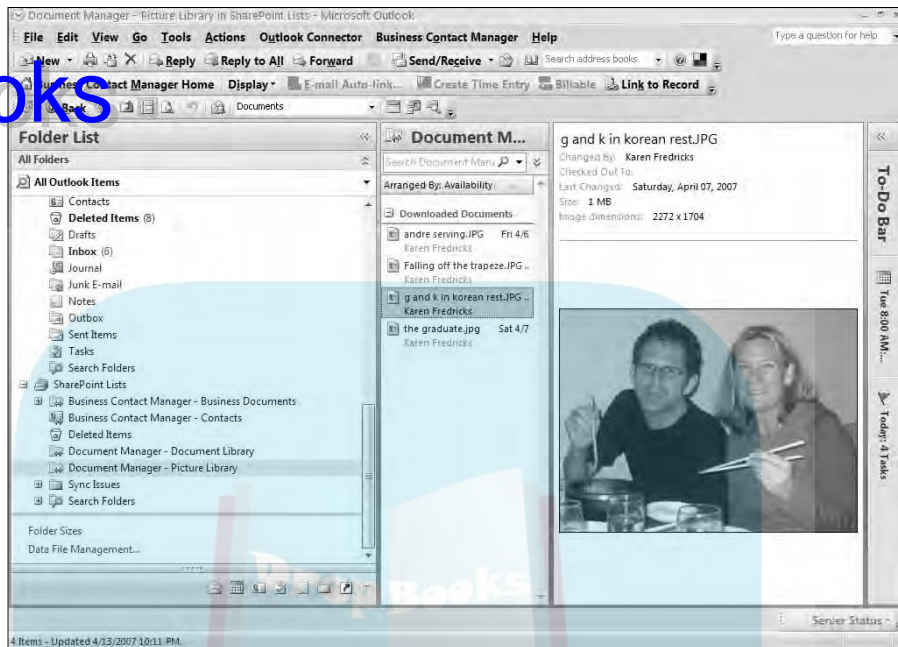 Document Manager - Picture Library in SharePoint Lists - Microsoft Outlook
File Edit View Go Tools Actions Outlook Connector Business Contact Manager Help
Type a question for help
New Reply Reply to All Forward Send/Receive Search address books
Contact Manager Home Display E-mail Auto-link... Create Time Entry Billable Link to Record
oks
Back Documents
Folder List
All Folders
All Outlook Items
Contacts
Deleted Items (8)
Drafts
Inbox (6)
Journal
Junk E-mail
Notes
Outbox
Sent Items
Tasks
Search Folders
SharePoint Lists
Business Contact Manager - Business Documents
Business Contact Manager - Contacts
Deleted Items
Document Manager - Document Library
Document Manager - Picture Library
Sync Issues
Search Folders
Folder Sizes
Data File Management...
Document M...
Search Document Mana
Arranged By: Availability
Downloaded Documents
andre serving.JPG Fri 4/6
Karen Fredricks
Falling off the trapeze.JPG ..
Karen Fredricks
g and k in korean rest.JPG ..
Karen Fredricks
the graduate.jpg Sat 4/7
Karen Fredricks
g and k in korean rest.JPG
Changed By: Karen Fredricks
Checked Out To:
Last Changed: Saturday, April 07, 2007
Size: 1 MB
Image dimensions: 2272 x 1704
To-Do Bar
Tue 8:00 AM:...
Today: 4 Tasks
DropBooks
Server Status
4 Items - Updated 4/13/2007 10:11 PM.